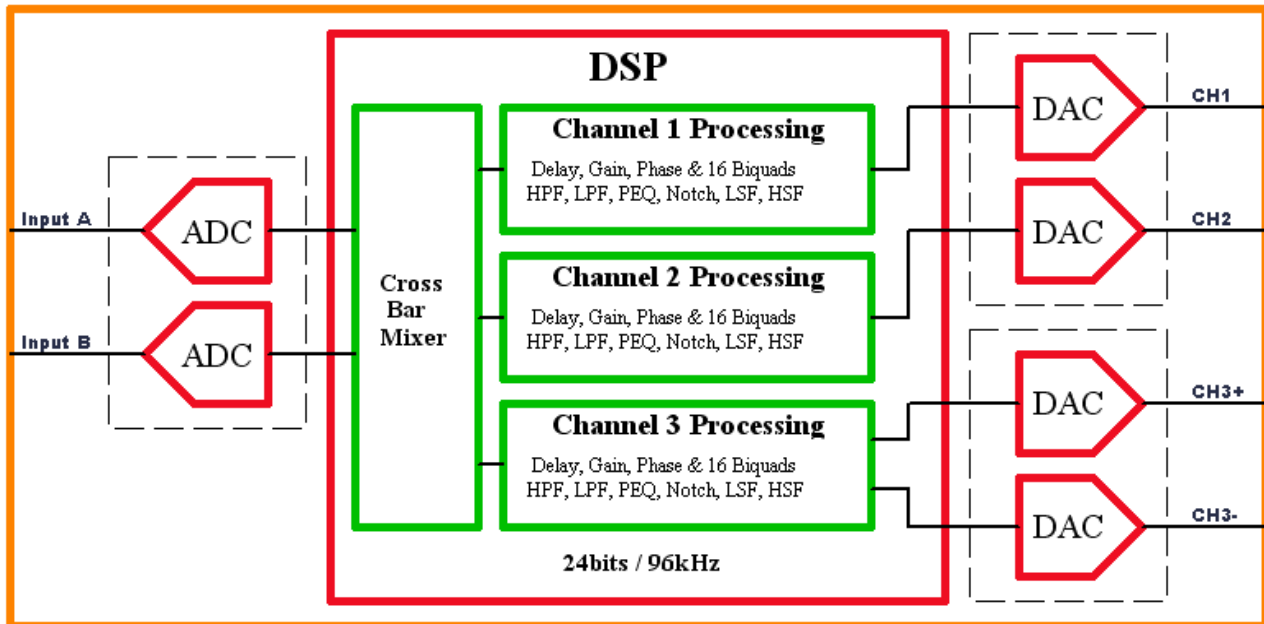 DSP
Channel 1 Processing
Delay, Gain, Phase & 16 Biquads
HPF, LPF, PEQ, Notch, LSF, HSF
DAC
CH1
Input A
ADC
DAC
CH2
Cross
Bar
Mixer
Channel 2 Processing
Delay, Gain, Phase & 16 Biquads
HPF, LPF, PEQ, Notch, LSF, HSF
Input B
ADC
DAC
CH3+
Channel 3 Processing
Delay, Gain, Phase & 16 Biquads
HPF, LPF, PEQ, Notch, LSF, HSF
DAC
CH3-
24bits / 96kHz